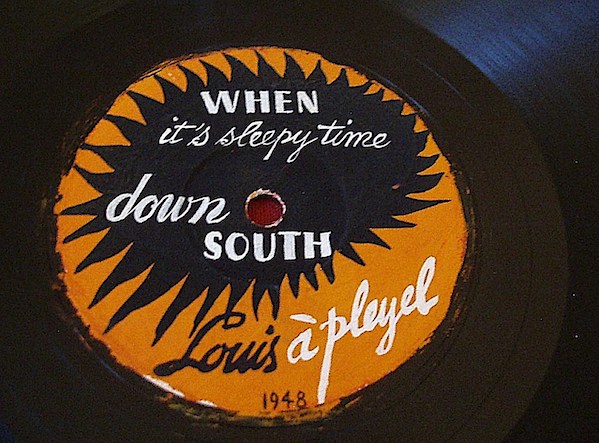 WHEN
it's sleepy time
down
SOUTH
Louis à pleyel
1948